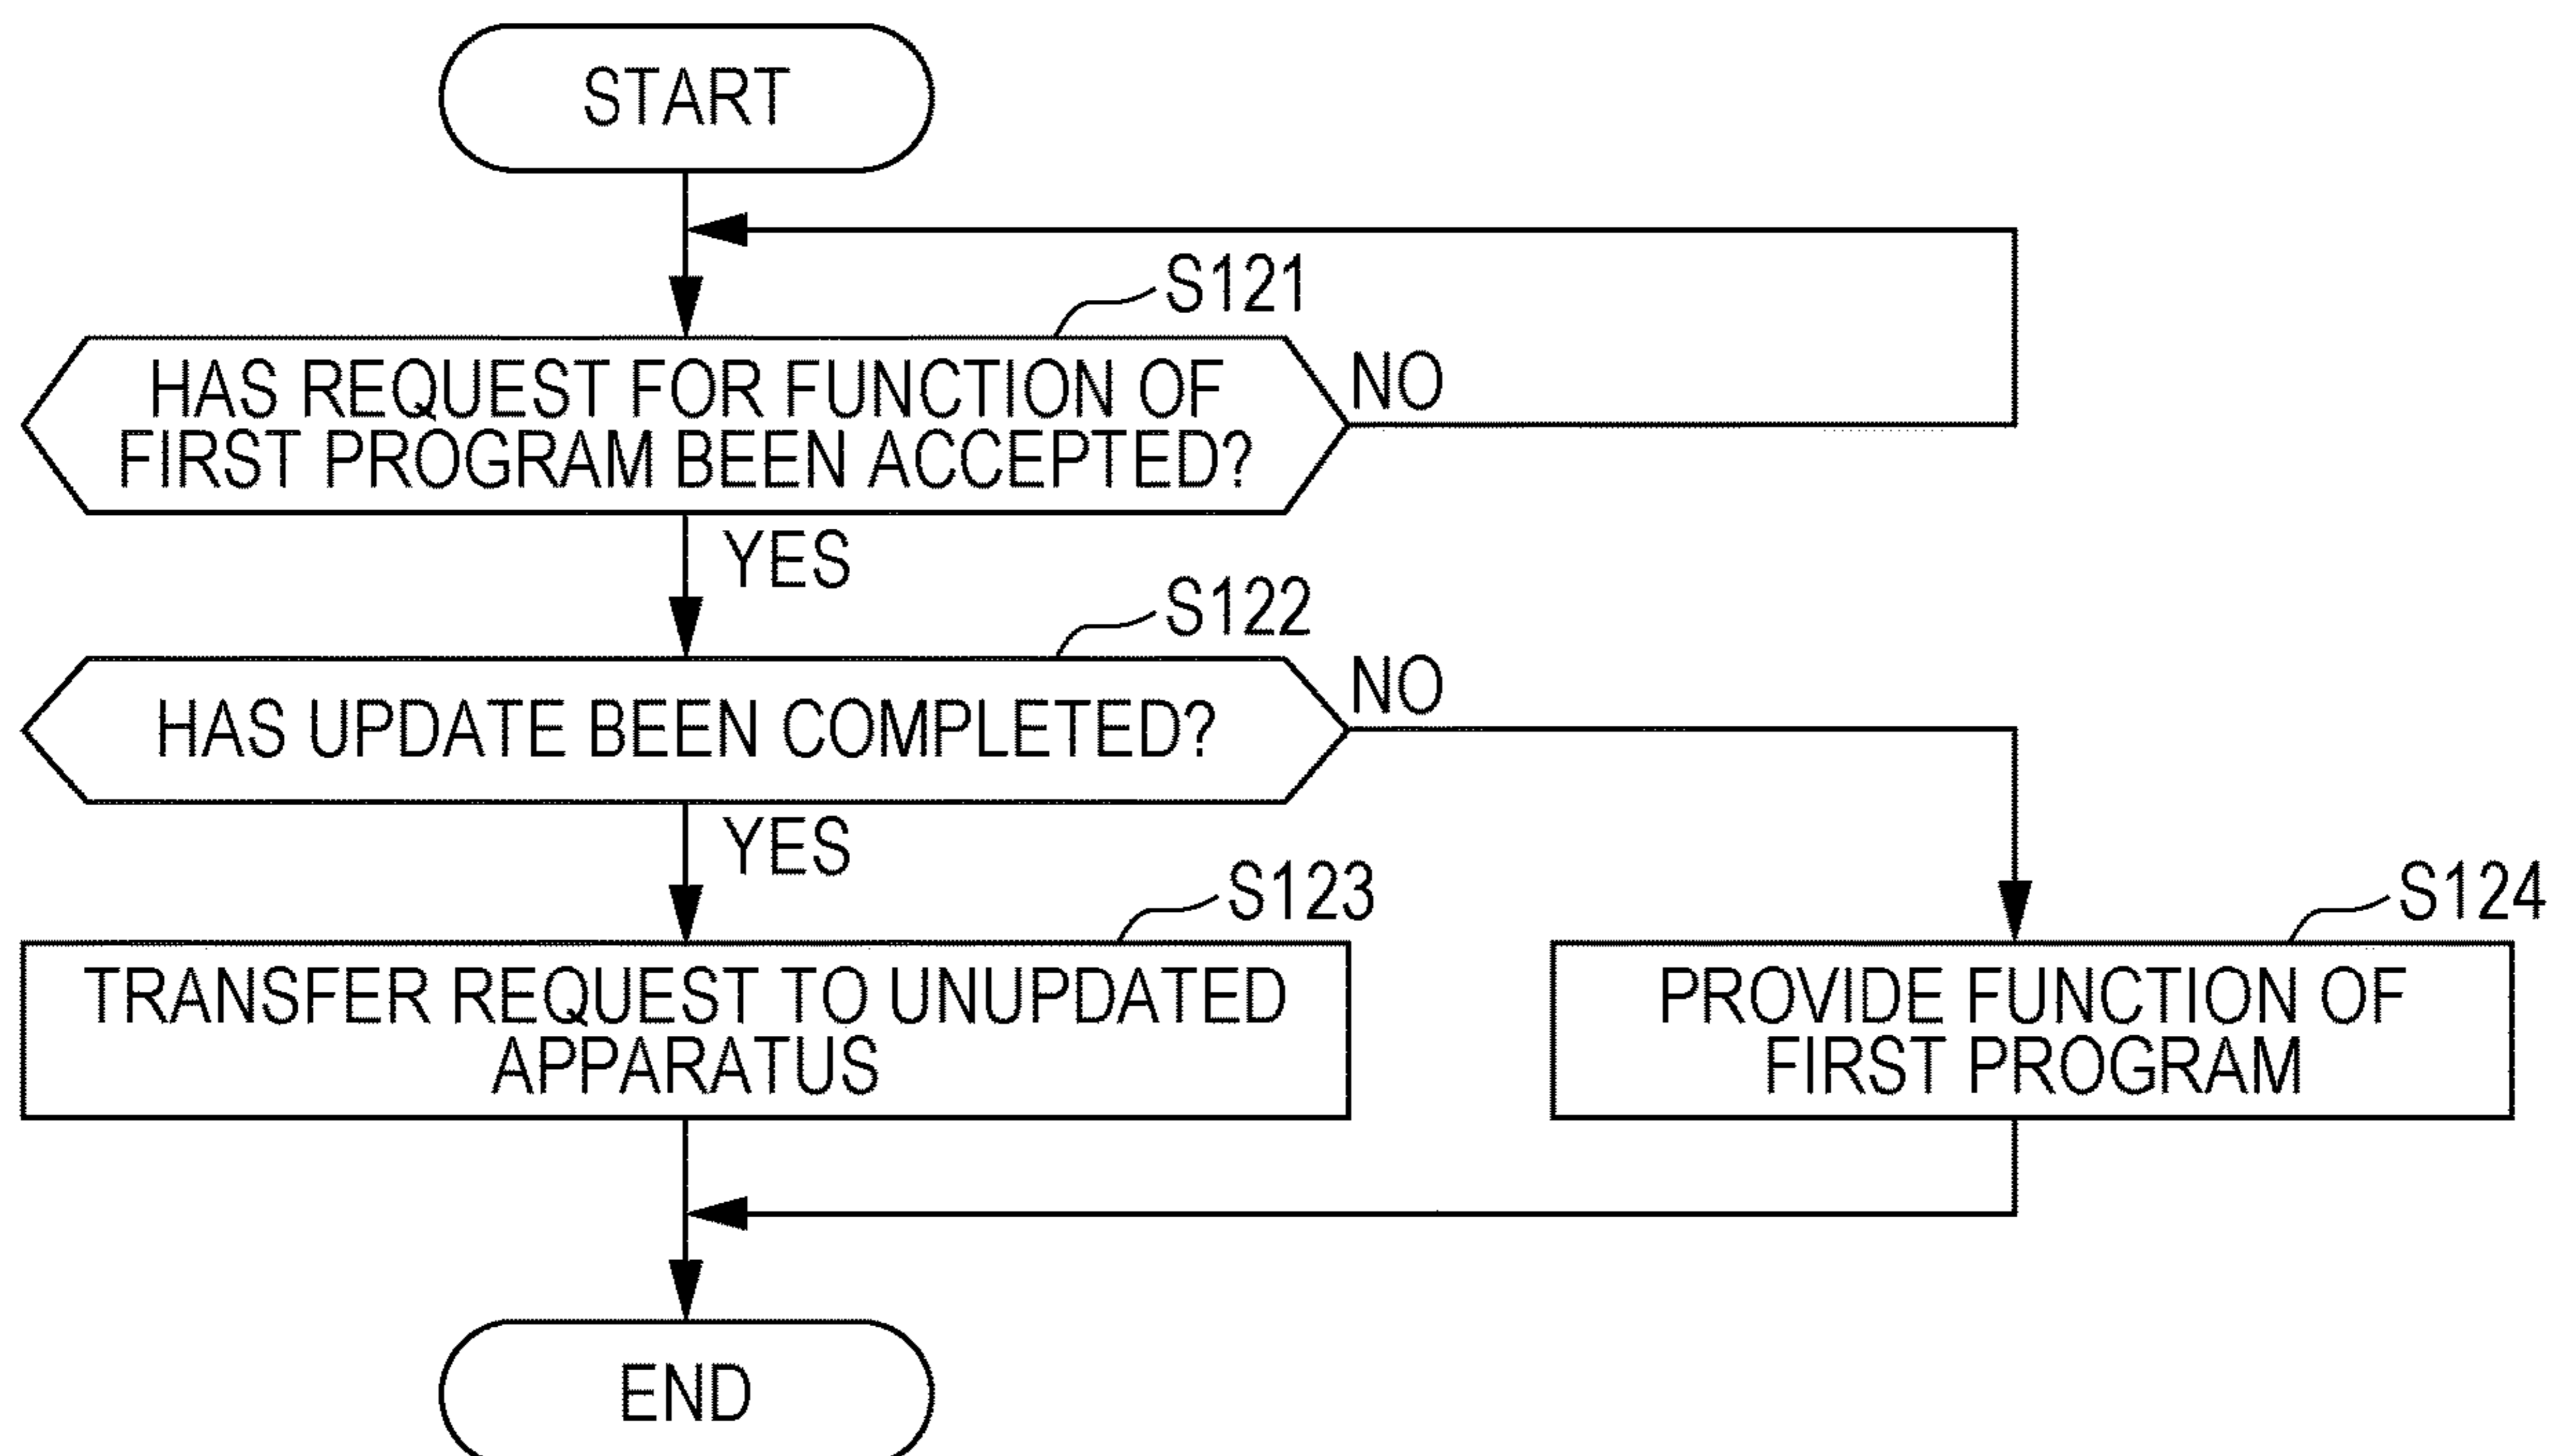 START
S121
HAS REQUEST FOR FUNCTION OF
FIRST PROGRAM BEEN ACCEPTED?
NO
YES
S122
HAS UPDATE BEEN COMPLETED?
NO
YES
S123
TRANSFER REQUEST TO UNUPDATED
APPARATUS
S124
PROVIDE FUNCTION OF
FIRST PROGRAM
END